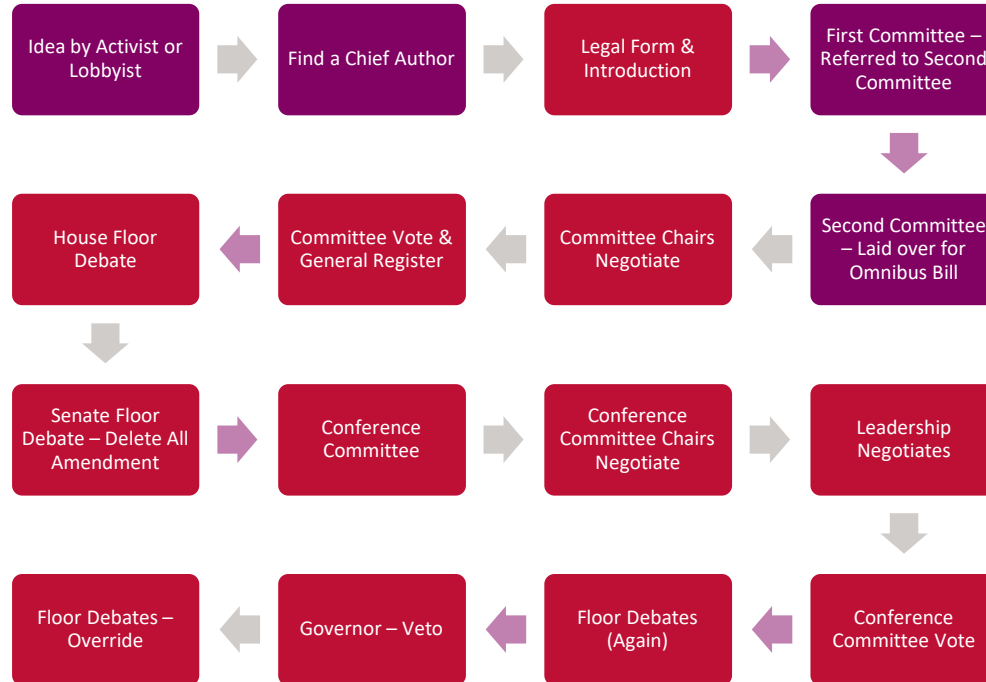 Idea by Activist or
Lobbyist
Find a Chief Author
Legal Form &
Introduction
First Committee –
Referred to Second
Committee
Second Committee
– Laid over for
Omnibus Bill
Committee Chairs
Negotiate
Committee Vote &
General Register
House Floor
Debate
Senate Floor
Debate – Delete All
Amendment
Conference
Committee
Conference
Committee Chairs
Negotiate
Leadership
Negotiates
Conference
Committee Vote
Floor Debates
(Again)
Governor – Veto
Floor Debates –
Override